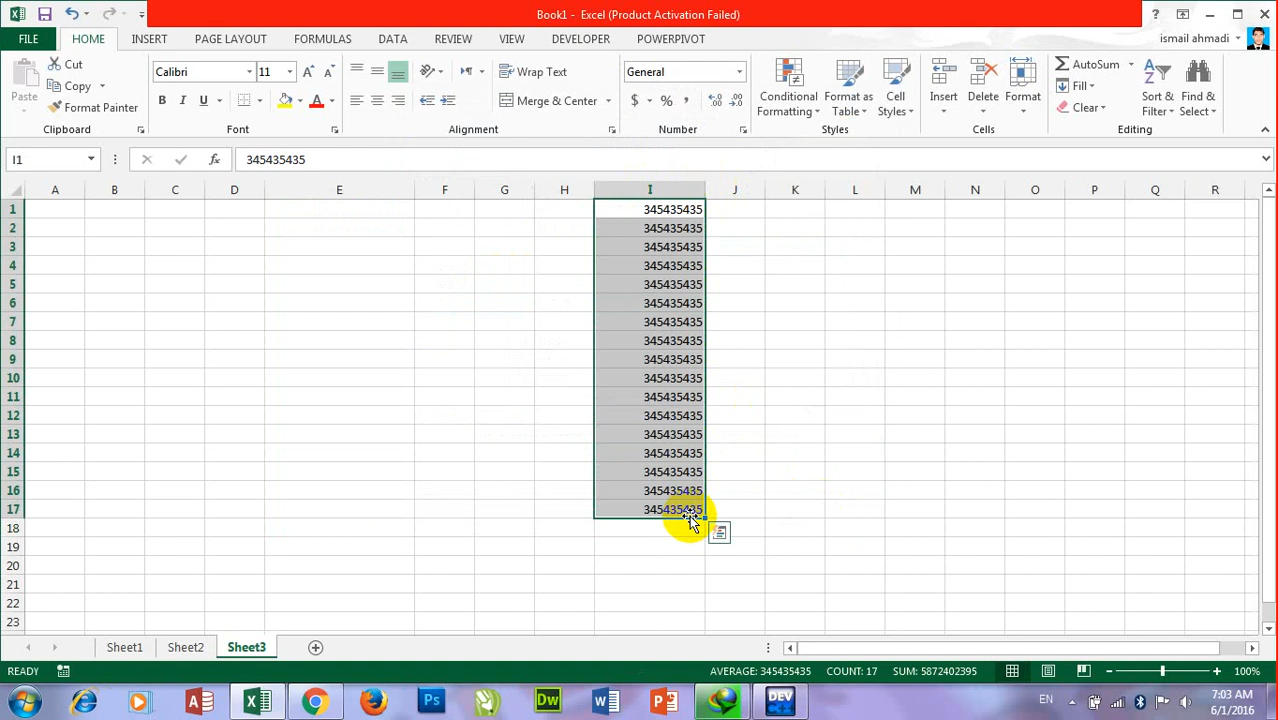 Book1 - Excel (Product Activation Failed)
?
FILE HOME INSERT PAGE LAYOUT FORMULAS DATA REVIEW VIEW DEVELOPER POWERPIVOT ismail ahmadi
Cut
Copy
Format Painter
Paste
Clipboard
Calibri 11
B I U
Font
Wrap Text
Merge & Center
Alignment
General
$ % ,
Number
Conditional Formatting
Format as Table
Cell Styles
Styles
Insert Delete Format
Cells
AutoSum
Fill
Clear
Sort & Filter
Find & Select
Editing
I1 fx 345435435
A B C D E F G H I J K L M N O P Q R
1 345435435
2 345435435
3 345435435
4 345435435
5 345435435
6 345435435
7 345435435
8 345435435
9 345435435
10 345435435
11 345435435
12 345435435
13 345435435
14 345435435
15 345435435
16 345435435
17 345435435
18
19
20
21
22
23
Sheet1 Sheet2 Sheet3
READY AVERAGE: 345435435 COUNT: 17 SUM: 5872402395 100%
Ps Dw DEV EN 7:03 AM
6/1/2016